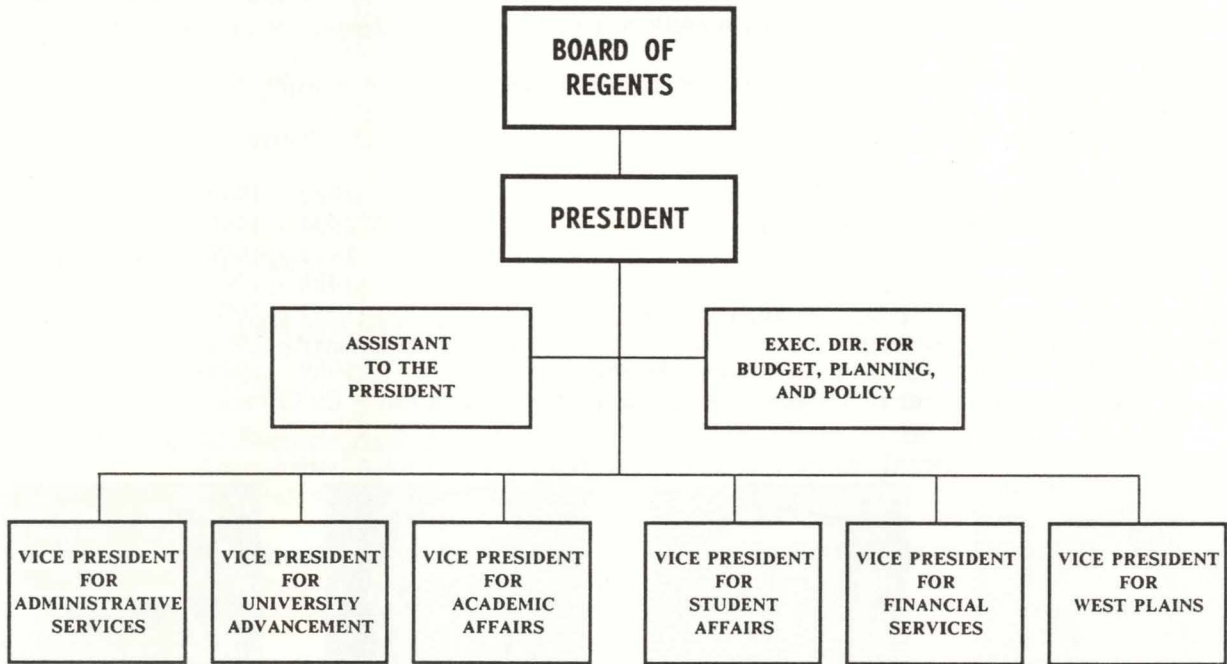 BOARD OF
REGENTS
PRESIDENT
ASSISTANT
TO THE
PRESIDENT
EXEC. DIR. FOR
BUDGET, PLANNING,
AND POLICY
VICE PRESIDENT
FOR
ADMINISTRATIVE
SERVICES
VICE PRESIDENT
FOR
UNIVERSITY
ADVANCEMENT
VICE PRESIDENT
FOR
ACADEMIC
AFFAIRS
VICE PRESIDENT
FOR
STUDENT
AFFAIRS
VICE PRESIDENT
FOR
FINANCIAL
SERVICES
VICE PRESIDENT
FOR
WEST PLAINS